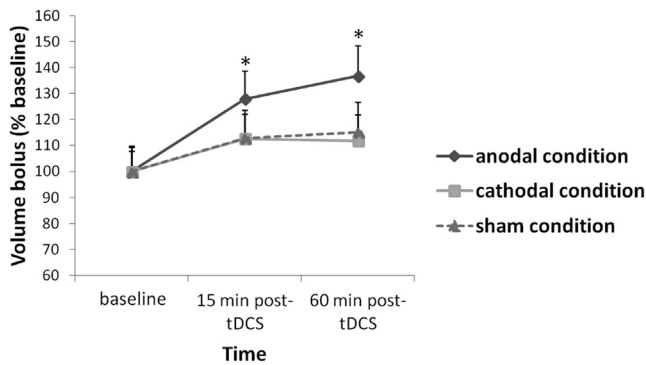 Volume bolus (% baseline)
160
150
140
130
120
110
100
90
80
70
60
*
*
baseline
15 min post-
tDCS
60 min post-
tDCS
Time
anodal condition
cathodal condition
sham condition